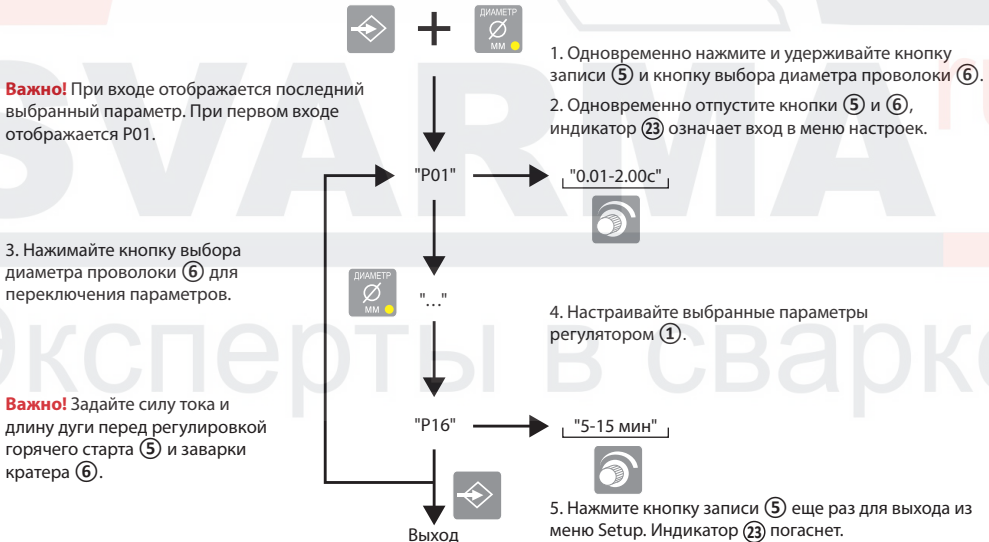 ДИАМЕТР
ММ
1. Одновременно нажмите и удерживайте кнопку
записи ⑤ и кнопку выбора диаметра проволоки ⑥.
2. Одновременно отпустите кнопки ⑤ и ⑥,
индикатор ㉓ означает вход в меню настроек.
Важно! При входе отображается последний
выбранный параметр. При первом входе
отображается P01.
"P01"
"0.01-2.00с"
3. Нажимайте кнопку выбора
диаметра проволоки ⑥ для
переключения параметров.
ДИАМЕТР
ММ
"..."
4. Настраивайте выбранные параметры
регулятором ①.
Важно! Задайте силу тока и
длину дуги перед регулировкой
горячего старта ⑤ и заварки
кратера ⑥.
"P16"
"5-15 мин"
5. Нажмите кнопку записи ⑤ еще раз для выхода из
меню Setup. Индикатор ㉓ погаснет.
Выход
SVARMA
ru
Эксперты в сварке